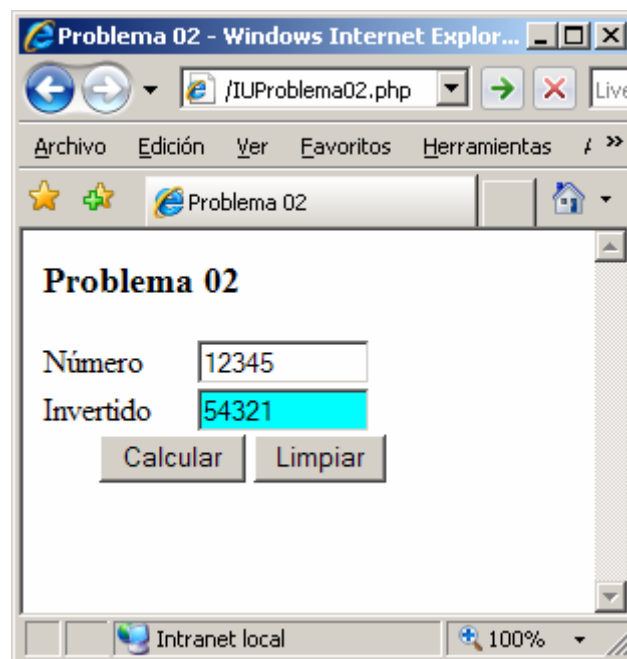 Problema 02 - Windows Internet Explor...
/IUProblema02.php
Live
Archivo Edición Ver Favoritos Herramientas
Problema 02
Problema 02
Número 12345
Invertido 54321
Calcular Limpiar
Intranet local 100%